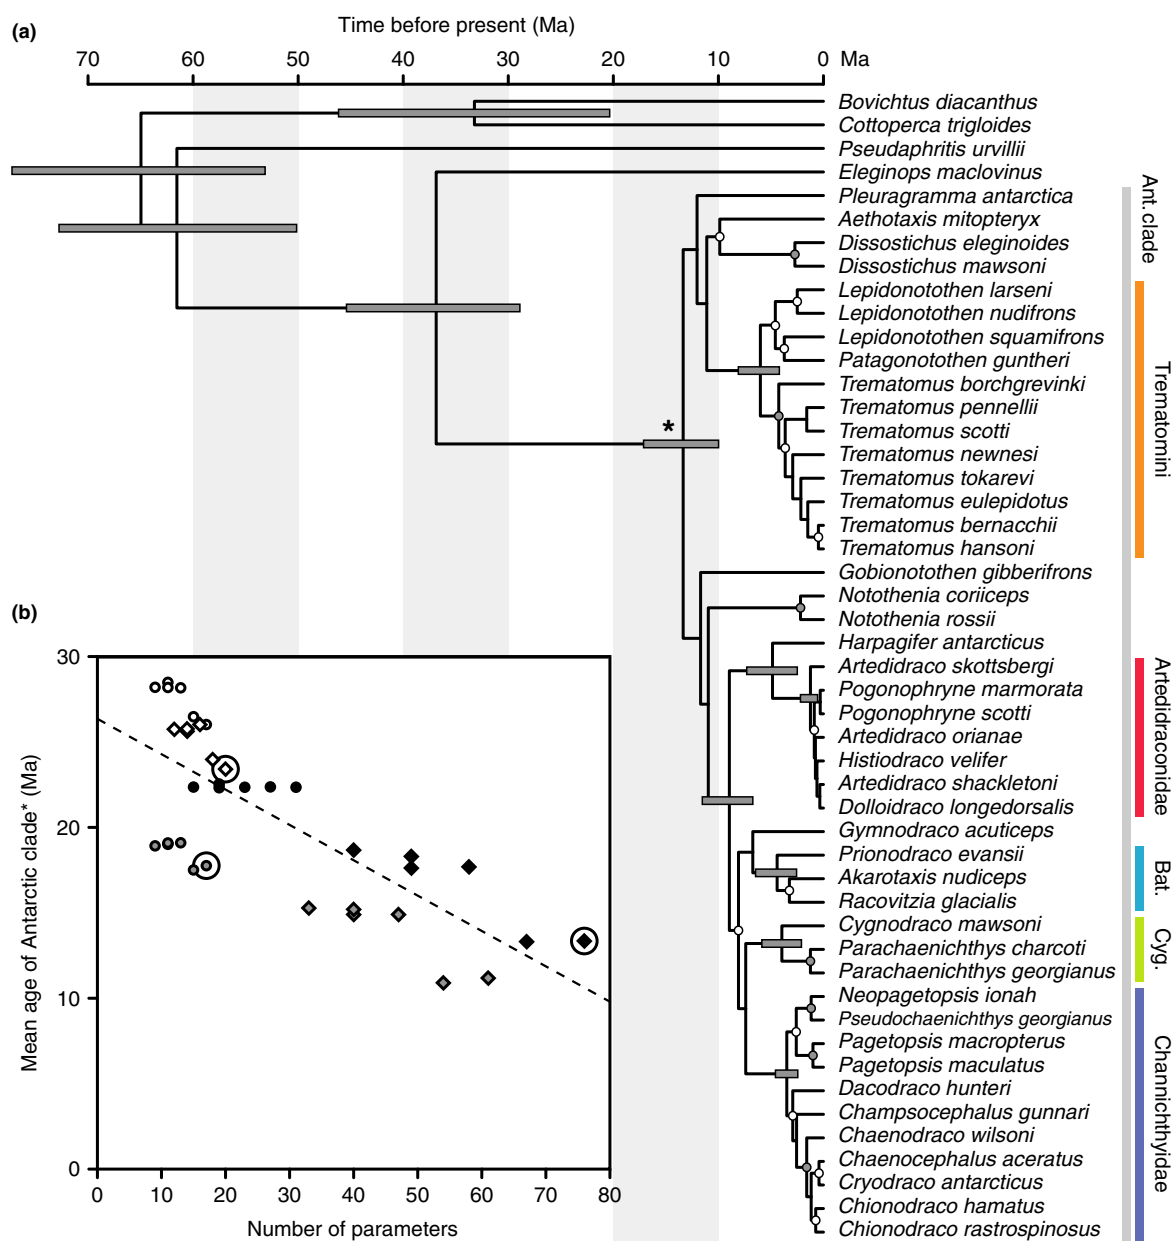 (a)
Time before present (Ma)
70 60 50 40 30 20 10 0 Ma
Bovichtus diacanthus
Cottoperca trigloides
Pseudaphritis urvillii
Eleginops maclovinus
Pleuragramma antarctica
Aethotaxis mitopteryx
Dissostichus eleginoides
Dissostichus mawsoni
Lepidonotothen larseni
Lepidonotothen nudifrons
Lepidonotothen squamifrons
Patagonotothen guntheri
Trematomus borchgrevinki
Trematomus pennellii
Trematomus scotti
Trematomus newnesi
Trematomus tokarevi
Trematomus eulepidotus
Trematomus bernacchii
Trematomus hansoni
Gobionotothen gibberifrons
Notothenia coriiceps
Notothenia rossii
Harpagifer antarcticus
Artedidraco skottsbergi
Pogonophryne marmorata
Pogonophryne scotti
Artedidraco orianae
Histiodraco velifer
Artedidraco shackletoni
Dolloidraco longedorsalis
Gymnodraco acuticeps
Prionodraco evansii
Akarotaxis nudiceps
Racovitzia glacialis
Cygnodraco mawsoni
Parachaenichthys charcoti
Parachaenichthys georgianus
Neopagetopsis ionah
Pseudochaenichthys georgianus
Pagetopsis macropterus
Pagetopsis maculatus
Dacodraco hunteri
Champsocephalus gunnari
Chaenodraco wilsoni
Chaenocephalus aceratus
Cryodraco antarcticus
Chionodraco hamatus
Chionodraco rastrospinosus
Ant.clade
Trematomini
Artedidraconidae
Bat.
Cyg.
Channichthyidae
*
(b)
Mean age of Antarctic clade* (Ma)
30
20
10
0
0 10 20 30 40 50 60 70 80
Number of parameters